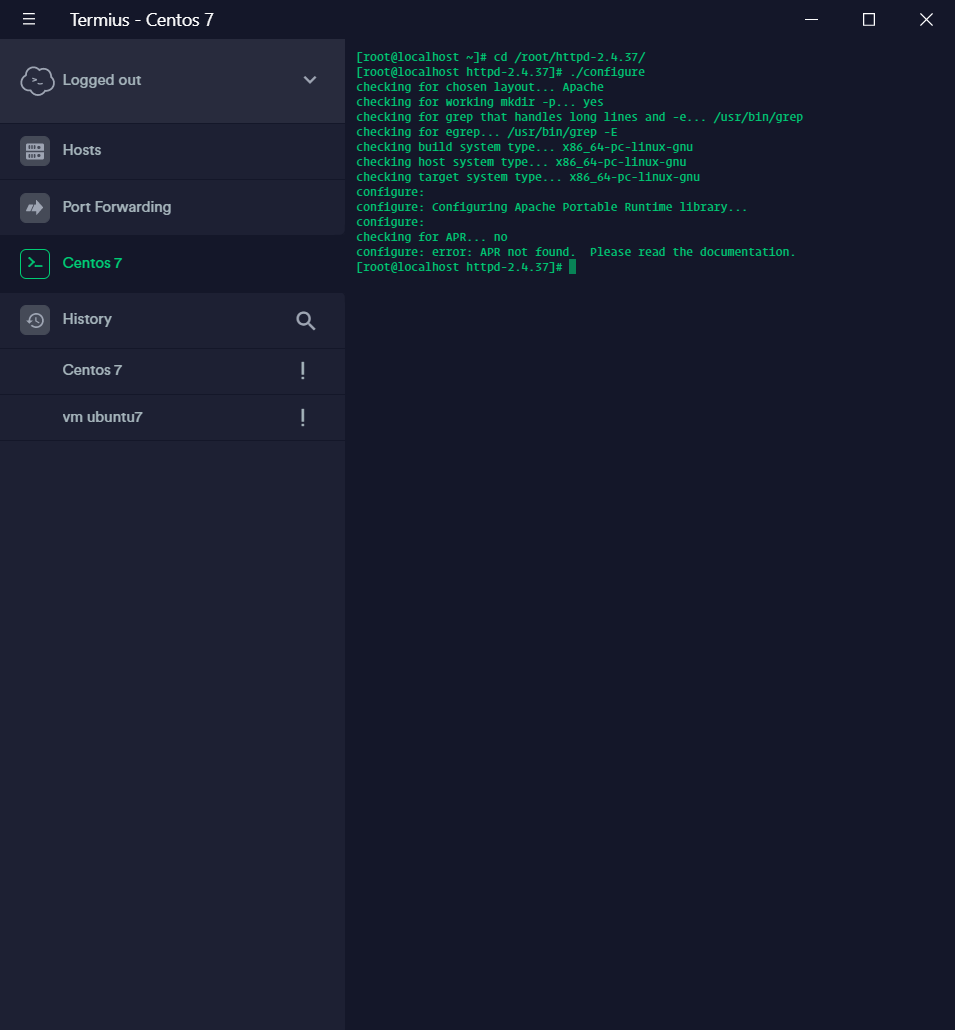 Termius - Centos 7
Logged out
Hosts
Port Forwarding
Centos 7
History
Centos 7
vm ubuntu7
[root@localhost ~]# cd /root/httpd-2.4.37/
[root@localhost httpd-2.4.37]# ./configure
checking for chosen layout... Apache
checking for working mkdir -p... yes
checking for grep that handles long lines and -e... /usr/bin/grep
checking for egrep... /usr/bin/grep -E
checking build system type... x86_64-pc-linux-gnu
checking host system type... x86_64-pc-linux-gnu
checking target system type... x86_64-pc-linux-gnu
configure:
configure: Configuring Apache Portable Runtime library...
configure:
checking for APR... no
configure: error: APR not found.  Please read the documentation.
[root@localhost httpd-2.4.37]#